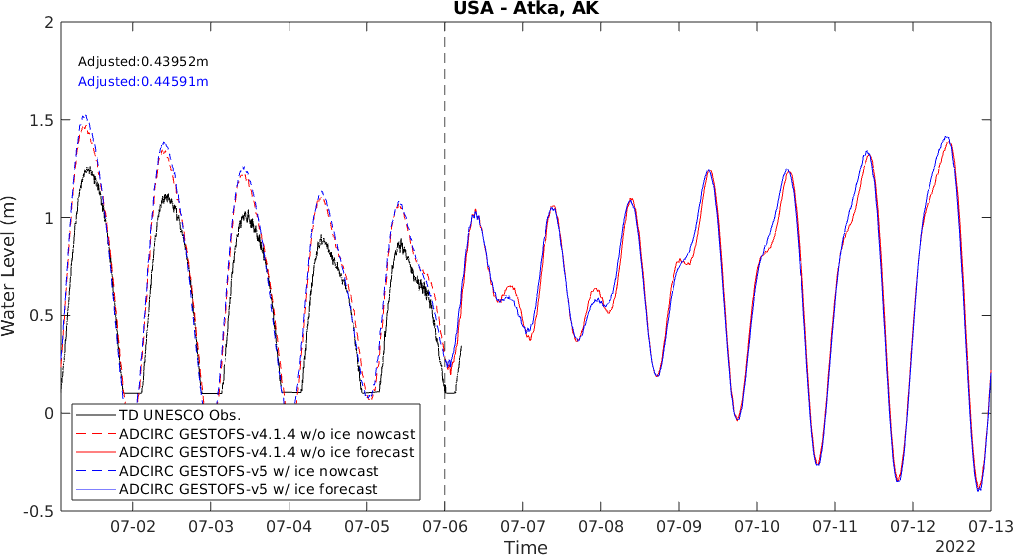 USA - Atka, AK
Adjusted:0.43952m
Adjusted:0.44591m
Water Level (m)
2
1.5
1
0.5
0
-0.5
TD UNESCO Obs.
ADCIRC GESTOFS-v4.1.4 w/o ice nowcast
ADCIRC GESTOFS-v4.1.4 w/o ice forecast
ADCIRC GESTOFS-v5 w/ ice nowcast
ADCIRC GESTOFS-v5 w/ ice forecast
07-02 07-03 07-04 07-05 07-06 07-07 07-08 07-09 07-10 07-11 07-12 07-13
Time
2022